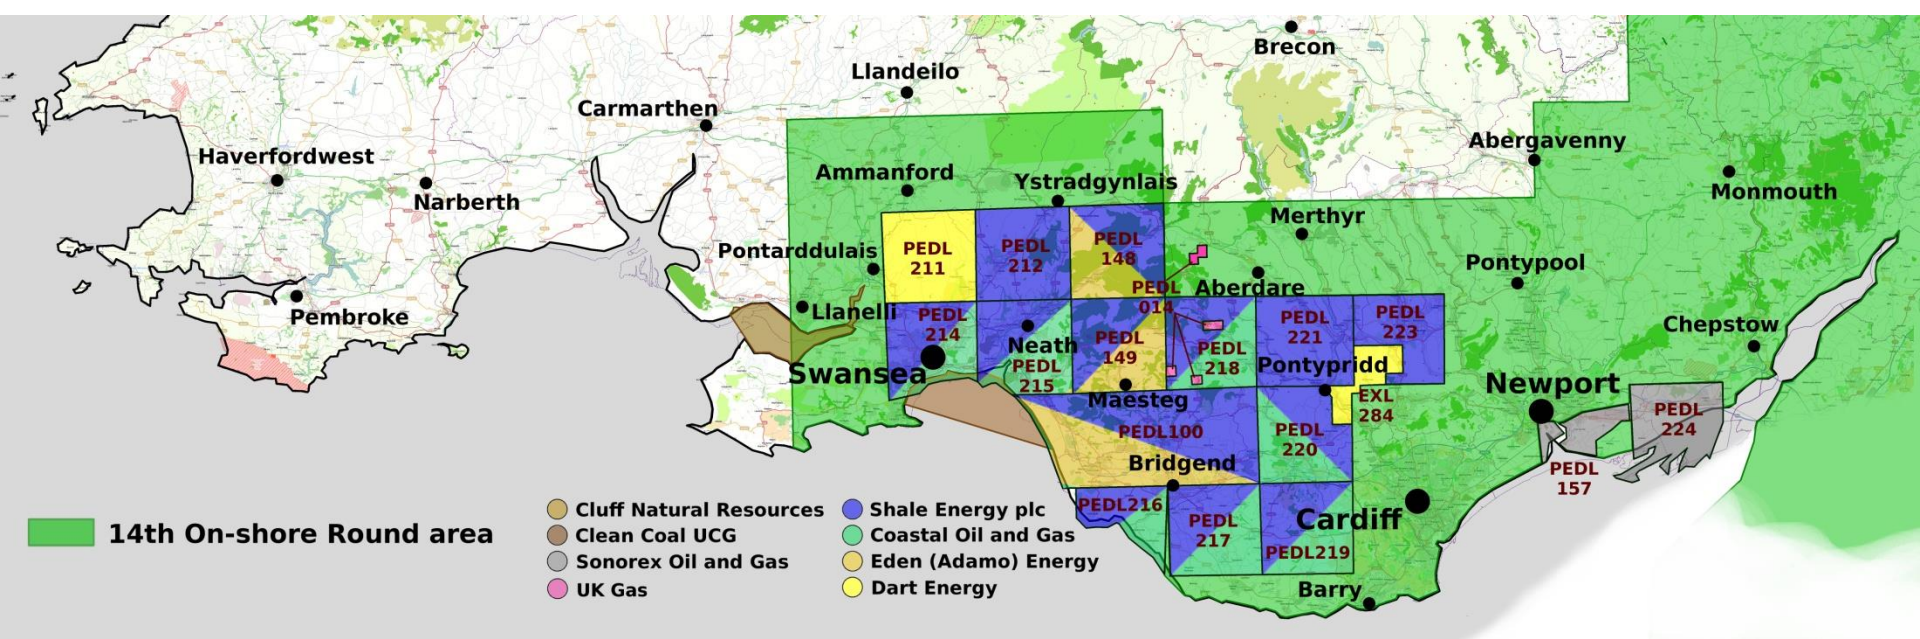 Brecon
Llandeilo
Carmarthen
Abergavenny
Haverfordwest
Ammanford
Ystradgynlais
Narberth
Monmouth
Merthyr
Pontarddulais
PEDL
211
PEDL
212
PEDL
148
Pontypool
PEDL
014
Aberdare
Pembroke
Llanelli
PEDL
214
Neath
PEDL
215
PEDL
149
PEDL
218
PEDL
221
PEDL
223
Chepstow
Pontypridd
Swansea
Maesteg
Newport
EXL
284
PEDL
224
PEDL100
PEDL
220
Bridgend
PEDL
157
PEDL216
PEDL
217
Cardiff
PEDL219
Barry
14th On-shore Round area
Cluff Natural Resources
Clean Coal UCG
Sonorex Oil and Gas
UK Gas
Shale Energy plc
Coastal Oil and Gas
Eden (Adamo) Energy
Dart Energy